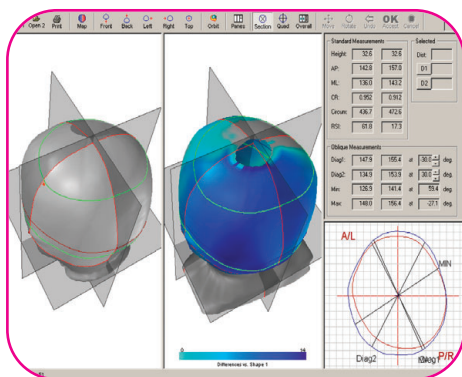 Open 2 Print Map Front Back Left Right Top Orbit Panes Section Quad Overall Move Rotate Undo OK Cancel
Accept
Standard Measurements
Selected
Height: 32.6 32.6
Dist:
AP: 142.8 157.0
D1
ML: 136.0 143.2
D2
CR: 0.952 0.912
Circum: 436.7 472.6
RSI: 61.8 17.3
Oblique Measurements
Diag1: 147.9 155.4 at -30.0 deg.
Diag2: 134.9 153.9 at 30.0 deg.
Min: 126.9 141.4 at 59.4 deg.
Max: 148.0 156.4 at -27.1 deg.
A/L
MIN
Diag2
P/R
0
14
Differences vs. Shape 1